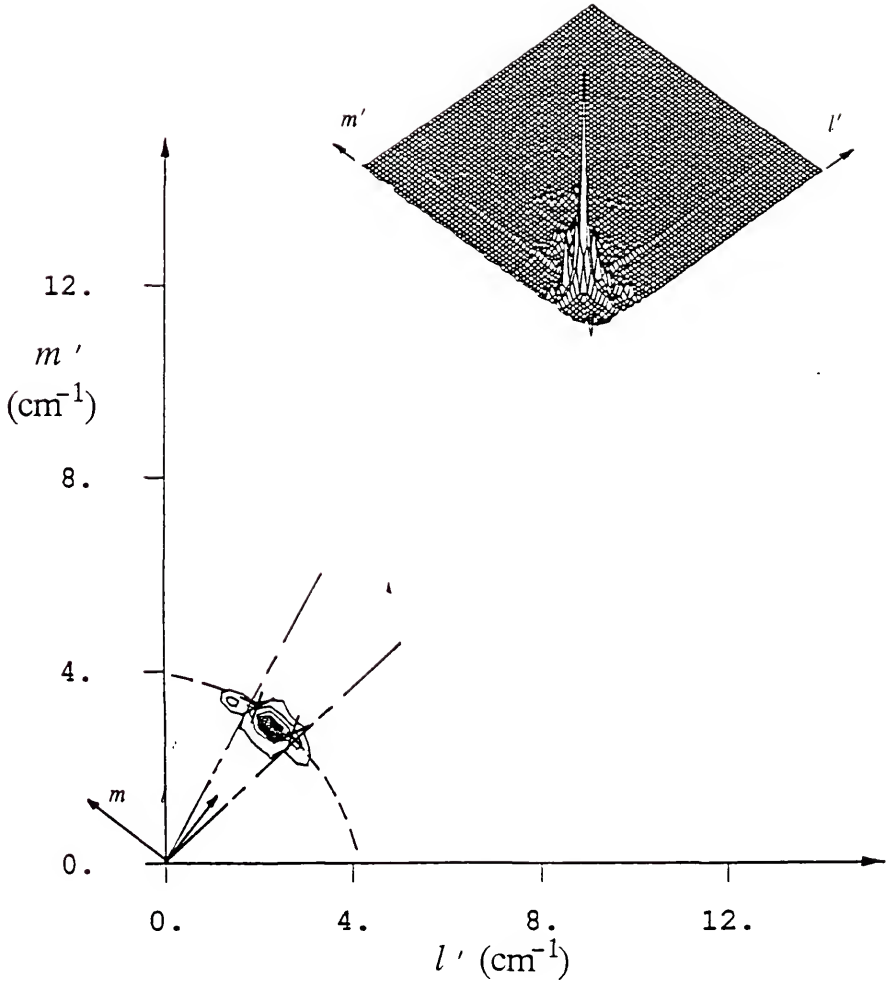 m'
l'
12.
m '
(cm⁻¹)
8.
4.
m
l
0.
0.
4.
8.
12.
l ' (cm⁻¹)